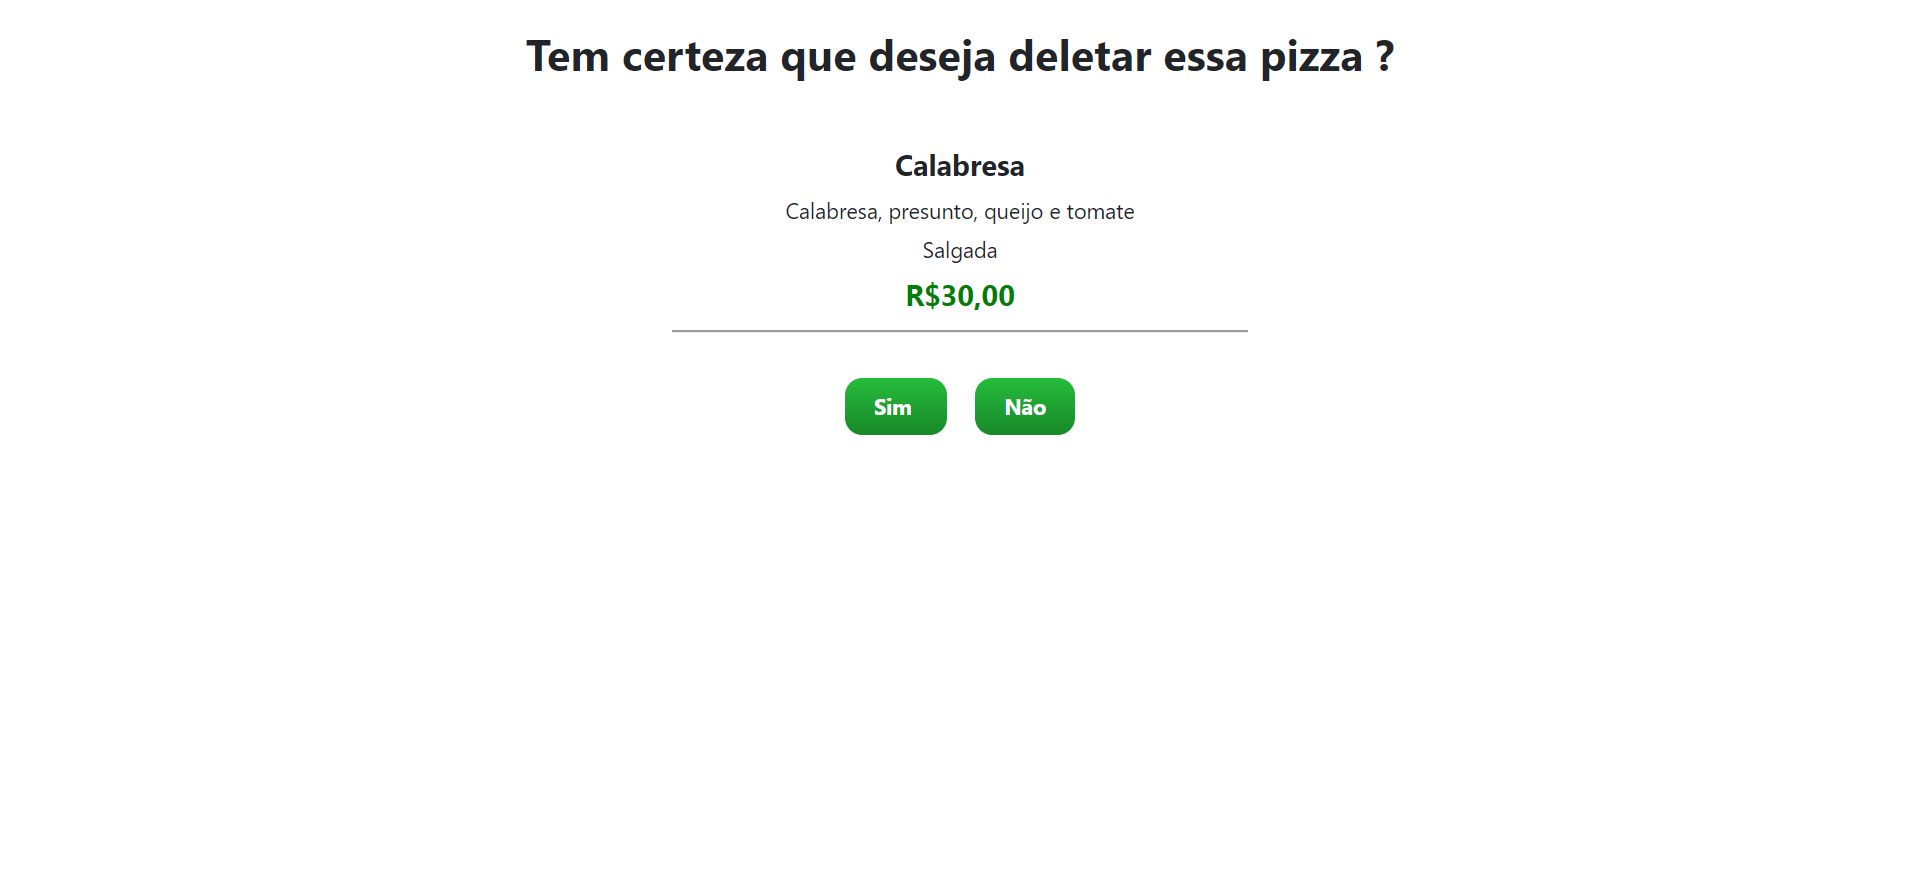 Tem certeza que deseja deletar essa pizza ?
Calabresa
Calabresa, presunto, queijo e tomate
Salgada
R$30,00
Sim Não